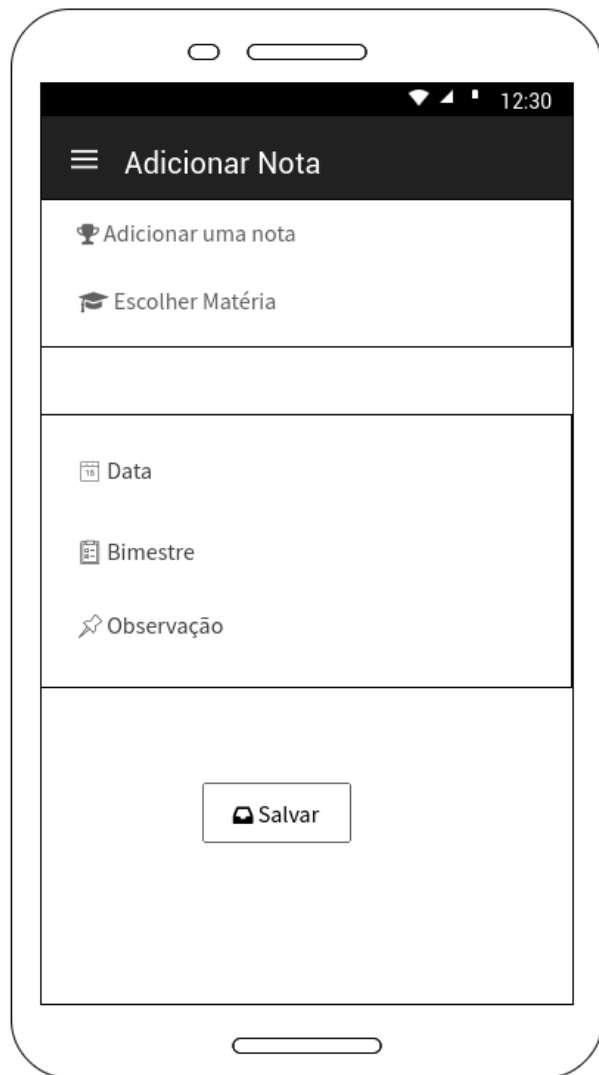 12:30
Adicionar Nota
Adicionar uma nota
Escolher Matéria
15
Data
Bimestre
Observação
Salvar